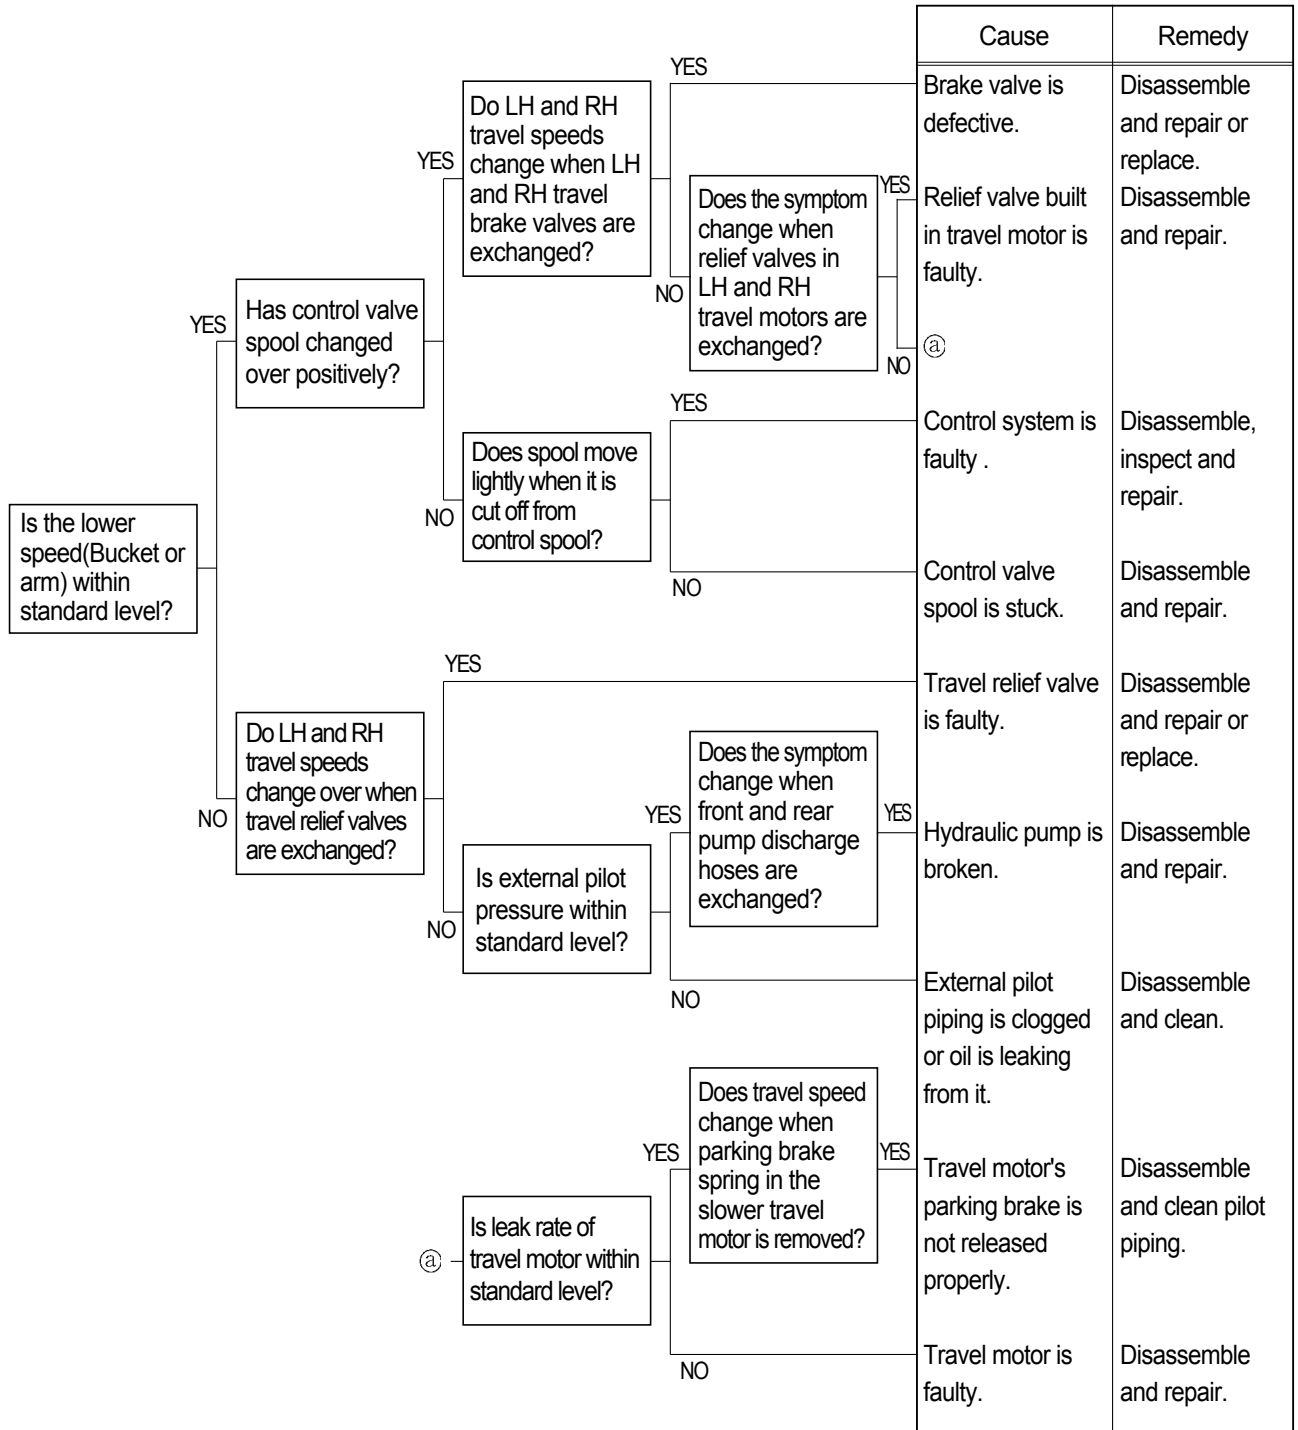 Cause
Remedy
Is the lower
speed(Bucket or
arm) within
standard level?
YES
Has control valve
spool changed
over positively?
YES
Do LH and RH
travel speeds
change when LH
and RH travel
brake valves are
exchanged?
YES
Brake valve is
defective.
Disassemble
and repair or
replace.
NO
Does the symptom
change when
relief valves in
LH and RH
travel motors are
exchanged?
YES
Relief valve built
in travel motor is
faulty.
Disassemble
and repair.
NO
ⓐ
NO
Does spool move
lightly when it is
cut off from
control spool?
YES
Control system is
faulty .
Disassemble,
inspect and
repair.
NO
Control valve
spool is stuck.
Disassemble
and repair.
NO
Do LH and RH
travel speeds
change over when
travel relief valves
are exchanged?
YES
Travel relief valve
is faulty.
Disassemble
and repair or
replace.
NO
Is external pilot
pressure within
standard level?
YES
Does the symptom
change when
front and rear
pump discharge
hoses are
exchanged?
YES
Hydraulic pump is
broken.
Disassemble
and repair.
NO
External pilot
piping is clogged
or oil is leaking
from it.
Disassemble
and clean.
ⓐ
Is leak rate of
travel motor within
standard level?
YES
Does travel speed
change when
parking brake
spring in the
slower travel
motor is removed?
YES
Travel motor's
parking brake is
not released
properly.
Disassemble
and clean pilot
piping.
NO
Travel motor is
faulty.
Disassemble
and repair.